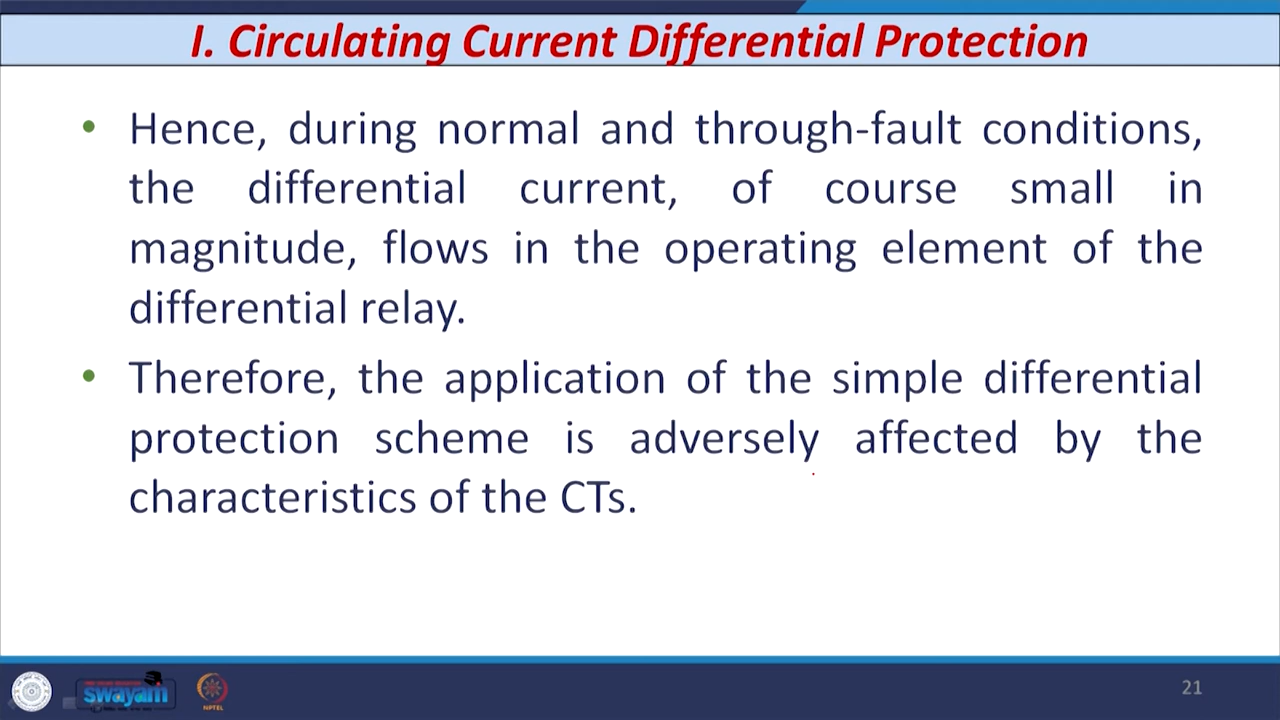 I. Circulating Current Differential Protection
• Hence, during normal and through-fault conditions,
the differential current, of course small in
magnitude, flows in the operating element of the
differential relay.
• Therefore, the application of the simple differential
protection scheme is adversely affected by the
characteristics of the CTs.
swayam
NPTEL
21